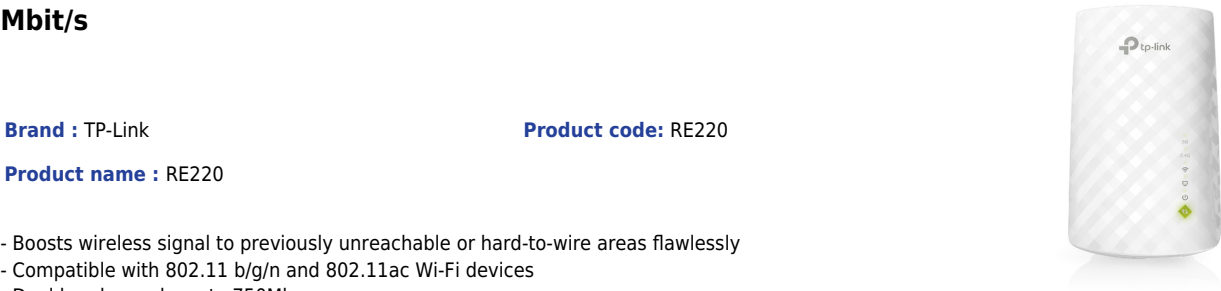 Mbit/s
tp-link
Brand : TP-Link Product code: RE220
Product name : RE220
- Boosts wireless signal to previously unreachable or hard-to-wire areas flawlessly
- Compatible with 802.11 b/g/n and 802.11ac Wi-Fi devices